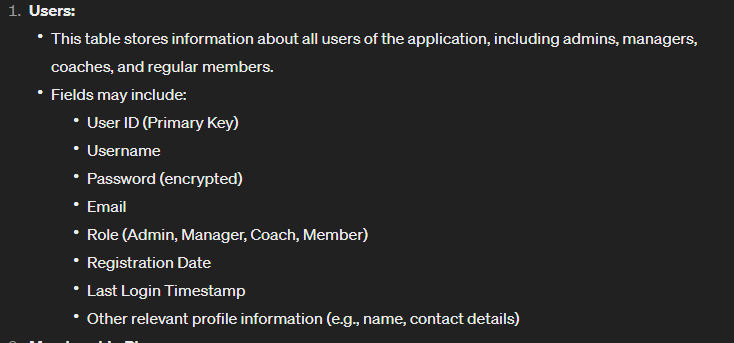 1. Users:
• This table stores information about all users of the application, including admins, managers,
coaches, and regular members.
• Fields may include:
• User ID (Primary Key)
• Username
• Password (encrypted)
• Email
• Role (Admin, Manager, Coach, Member)
• Registration Date
• Last Login Timestamp
• Other relevant profile information (e.g., name, contact details)